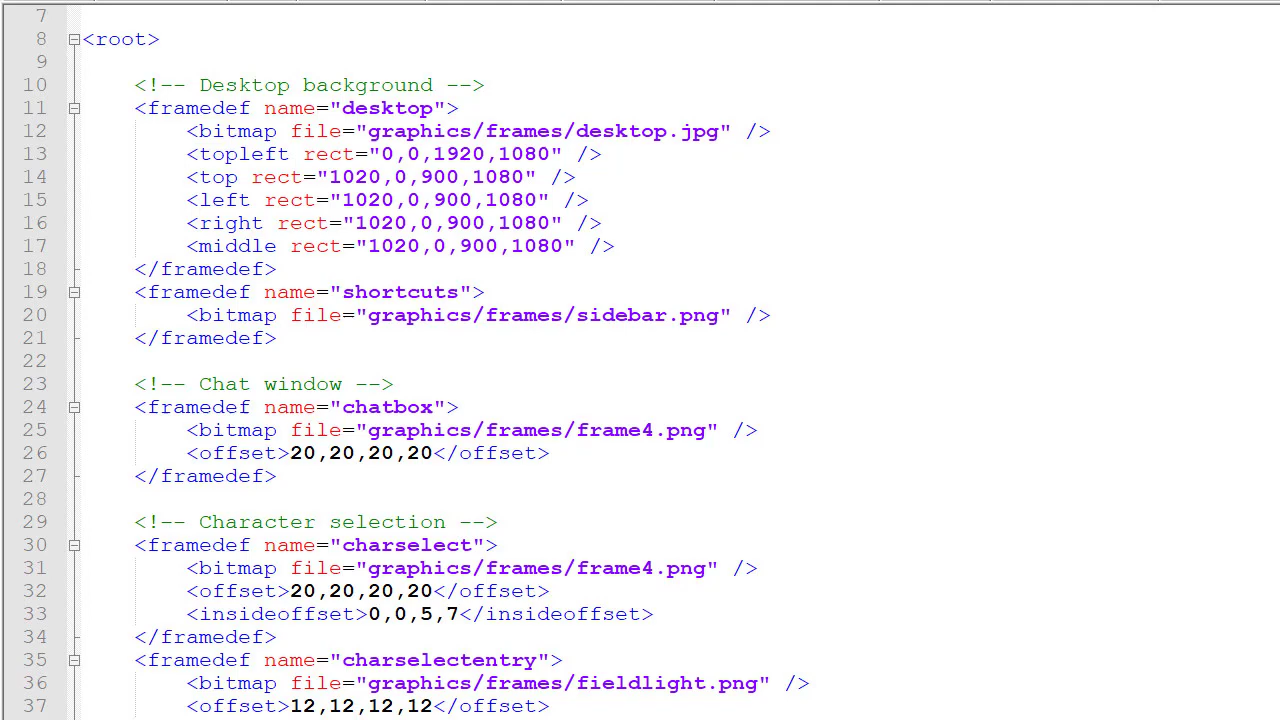 7
8 <root>
9
10 <!-- Desktop background -->
11 <framedef name="desktop">
12 <bitmap file="graphics/frames/desktop.jpg" />
13 <topleft rect="0,0,1920,1080" />
14 <top rect="1020,0,900,1080" />
15 <left rect="1020,0,900,1080" />
16 <right rect="1020,0,900,1080" />
17 <middle rect="1020,0,900,1080" />
18 </framedef>
19 <framedef name="shortcuts">
20 <bitmap file="graphics/frames/sidebar.png" />
21 </framedef>
22
23 <!-- Chat window -->
24 <framedef name="chatbox">
25 <bitmap file="graphics/frames/frame4.png" />
26 <offset>20,20,20,20</offset>
27 </framedef>
28
29 <!-- Character selection -->
30 <framedef name="charselect">
31 <bitmap file="graphics/frames/frame4.png" />
32 <offset>20,20,20,20</offset>
33 <insideoffset>0,0,5,7</insideoffset>
34 </framedef>
35 <framedef name="charselectentry">
36 <bitmap file="graphics/frames/fieldlight.png" />
37 <offset>12,12,12,12</offset>